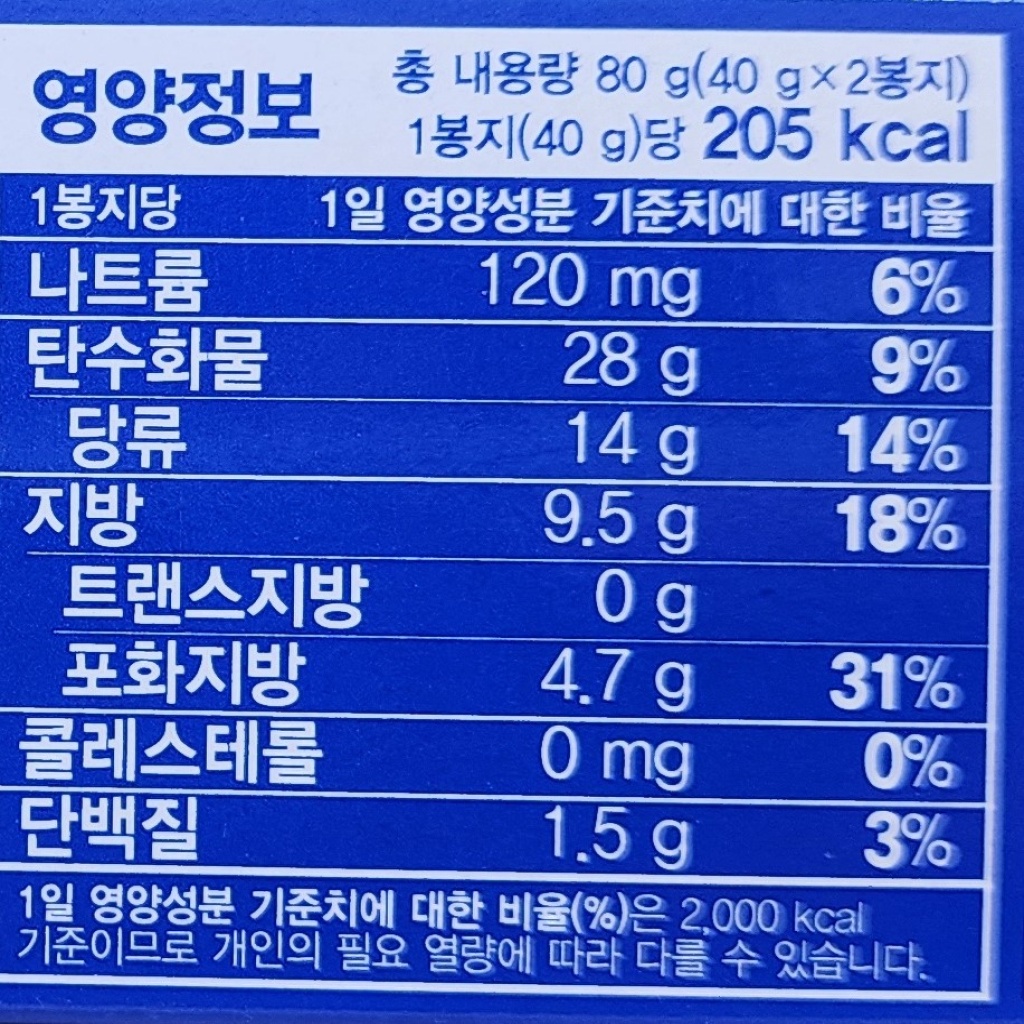 영양정보
총 내용량 80 g(40 g×2봉지)
1봉지(40 g)당 205 kcal
1봉지당 1일 영양성분 기준치에 대한 비율
나트륨 120 mg 6%
탄수화물 28 g 9%
당류 14 g 14%
지방 9.5 g 18%
트랜스지방 0 g
포화지방 4.7 g 31%
콜레스테롤 0 mg 0%
단백질 1.5 g 3%
1일 영양성분 기준치에 대한 비율(%)은 2,000 kcal
기준이므로 개인의 필요 열량에 따라 다를 수 있습니다.